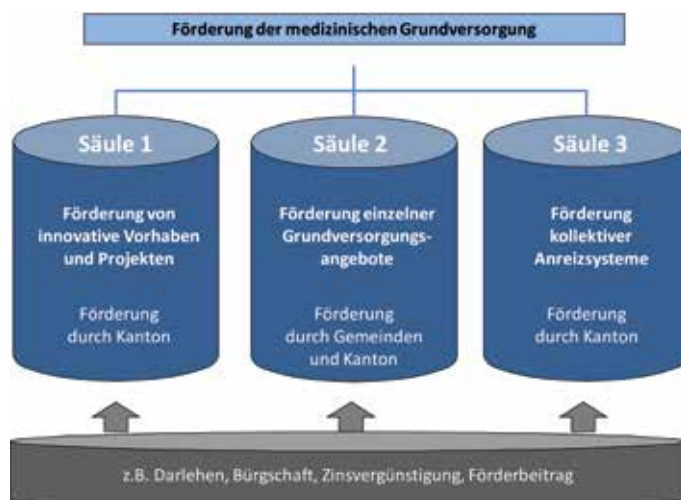 Förderung der medizinischen Grundversorgung
Säule 1
Förderung von
innovative Vorhaben
und Projekten
Förderung
durch Kanton
Säule 2
Förderung einzelner
Grundversorgungs-
angebote
Förderung
durch Gemeinden
und Kanton
Säule 3
Förderung
kollektiver
Anreizsysteme
Förderung
durch Kanton
z.B. Darlehen, Bürgschaft, Zinsvergünstigung, Förderbeitrag